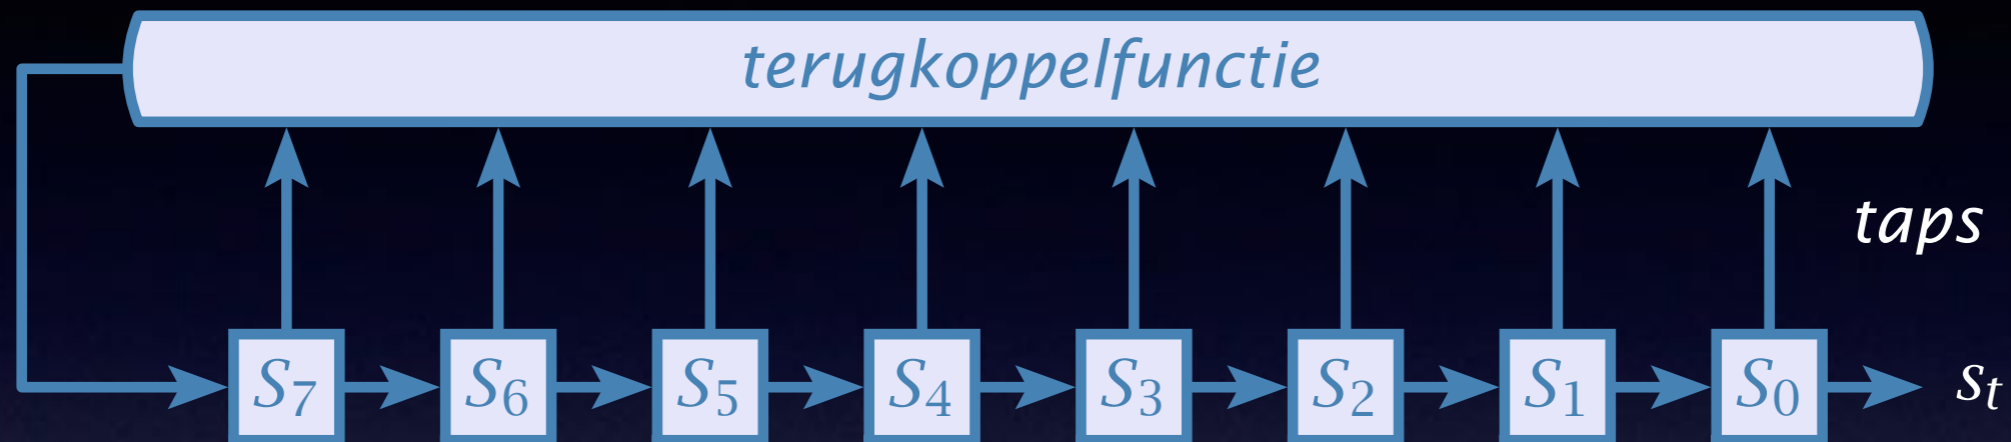 terugkoppelfunctie
taps
S₇ S₆ S₅ S₄ S₃ S₂ S₁ S₀ sₜ